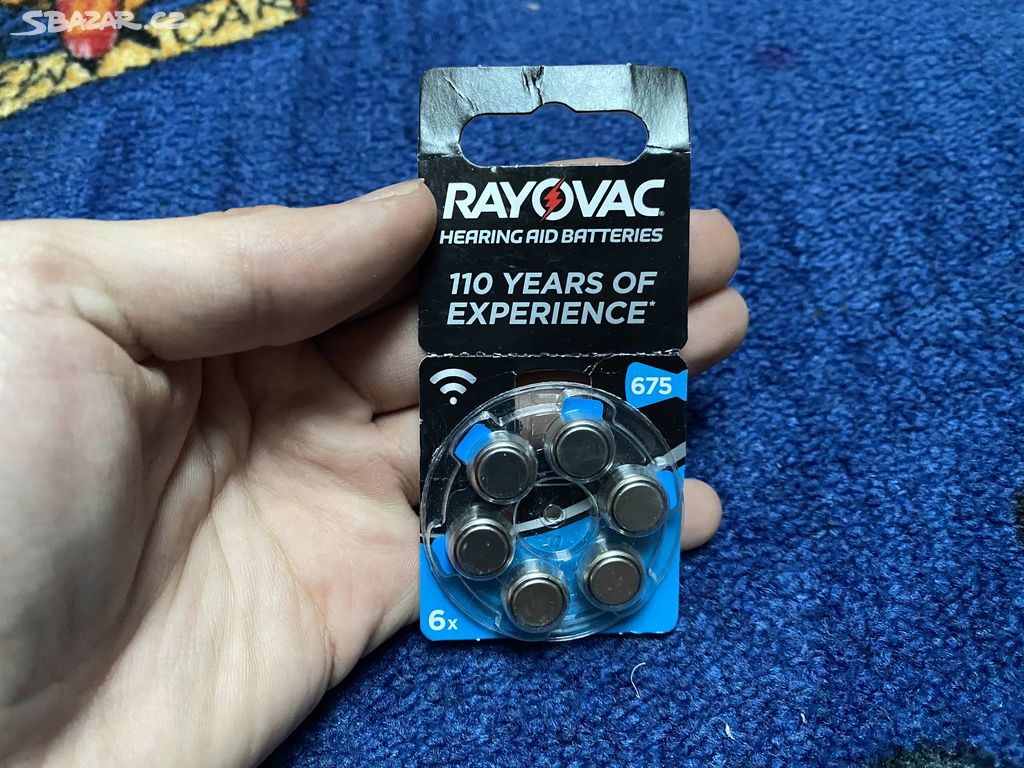 SBAZAR.CZ
RAYOVAC
HEARING AID BATTERIES
110 YEARS OF
EXPERIENCE*
675
6x